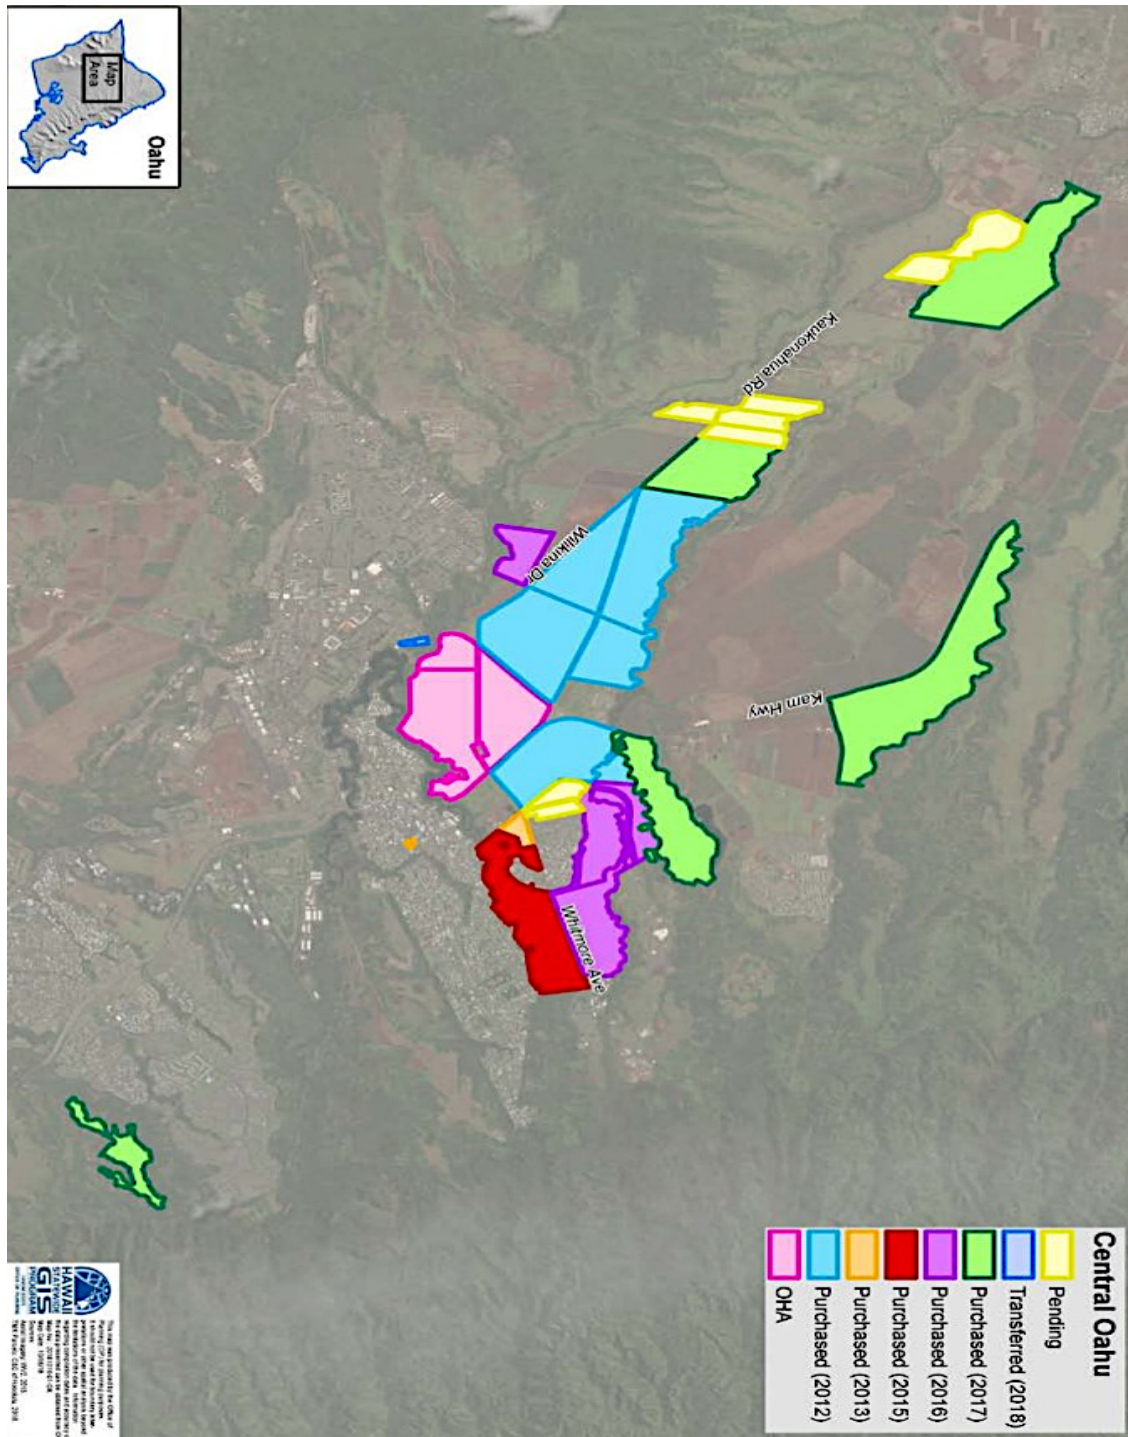 Central Oahu
Pending
Transferred (2018)
Purchased (2017)
Purchased (2016)
Purchased (2015)
Purchased (2013)
Purchased (2012)
OHA
Kaukonahua Rd
Wilikina Dr
Kam Hwy
Whitmore Ave
Oahu
Map
Area
HAWAII
STATEWIDE
GIS
PROGRAM